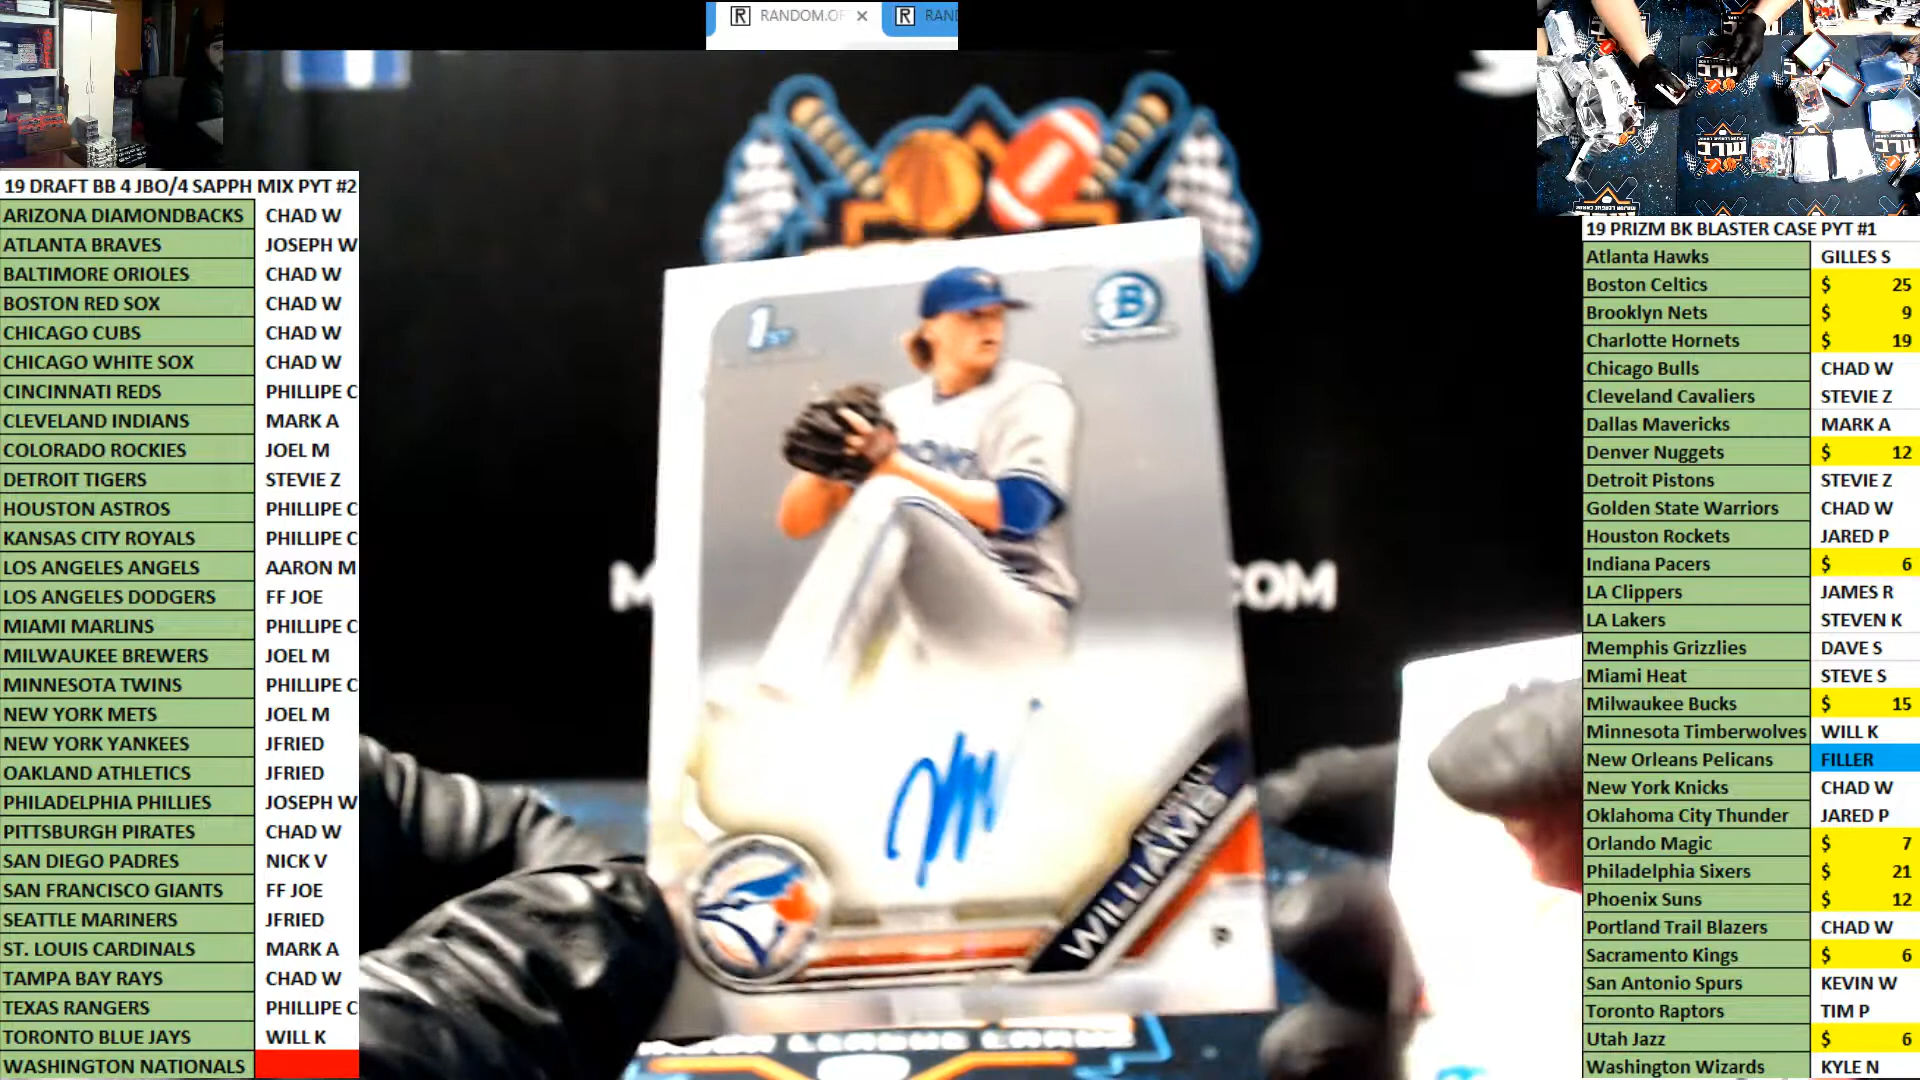 RANDOM.OR
RAND
19 DRAFT BB 4 JBO/4 SAPPH MIX PYT #2
ARIZONA DIAMONDBACKS CHAD W
ATLANTA BRAVES JOSEPH W
BALTIMORE ORIOLES CHAD W
BOSTON RED SOX CHAD W
CHICAGO CUBS CHAD W
CHICAGO WHITE SOX CHAD W
CINCINNATI REDS PHILLIPE C
CLEVELAND INDIANS MARK A
COLORADO ROCKIES JOEL M
DETROIT TIGERS STEVIE Z
HOUSTON ASTROS PHILLIPE C
KANSAS CITY ROYALS PHILLIPE C
LOS ANGELES ANGELS AARON M
LOS ANGELES DODGERS FF JOE
MIAMI MARLINS PHILLIPE C
MILWAUKEE BREWERS JOEL M
MINNESOTA TWINS PHILLIPE C
NEW YORK METS JOEL M
NEW YORK YANKEES JFRIED
OAKLAND ATHLETICS JFRIED
PHILADELPHIA PHILLIES JOSEPH W
PITTSBURGH PIRATES CHAD W
SAN DIEGO PADRES NICK V
SAN FRANCISCO GIANTS FF JOE
SEATTLE MARINERS JFRIED
ST. LOUIS CARDINALS MARK A
TAMPA BAY RAYS CHAD W
TEXAS RANGERS PHILLIPE C
TORONTO BLUE JAYS WILL K
WASHINGTON NATIONALS
1ST
B
M
COM
WILLIAMS
19 PRIZM BK BLASTER CASE PYT #1
Atlanta Hawks GILLES S
Boston Celtics $ 25
Brooklyn Nets $ 9
Charlotte Hornets $ 19
Chicago Bulls CHAD W
Cleveland Cavaliers STEVIE Z
Dallas Mavericks MARK A
Denver Nuggets $ 12
Detroit Pistons STEVIE Z
Golden State Warriors CHAD W
Houston Rockets JARED P
Indiana Pacers $ 6
LA Clippers JAMES R
LA Lakers STEVEN K
Memphis Grizzlies DAVE S
Miami Heat STEVE S
Milwaukee Bucks $ 15
Minnesota Timberwolves WILL K
New Orleans Pelicans FILLER
New York Knicks CHAD W
Oklahoma City Thunder JARED P
Orlando Magic $ 7
Philadelphia Sixers $ 21
Phoenix Suns $ 12
Portland Trail Blazers CHAD W
Sacramento Kings $ 6
San Antonio Spurs KEVIN W
Toronto Raptors TIM P
Utah Jazz $ 6
Washington Wizards KYLE N